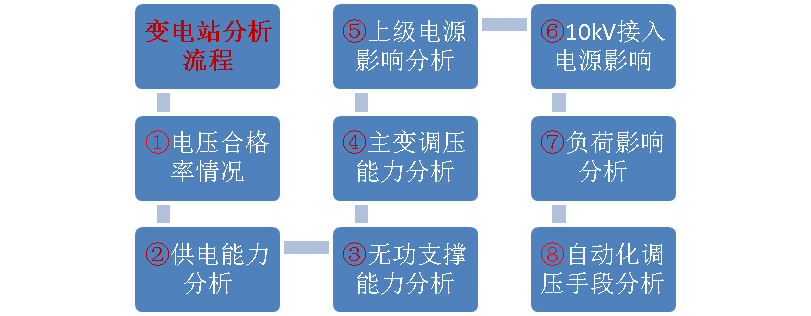 变电站分析
流程
①电压合格
率情况
②供电能力
分析
③无功支撑
能力分析
④主变调压
能力分析
⑤上级电源
影响分析
⑥10kV接入
电源影响
⑦负荷影响
分析
⑧自动化调
压手段分析